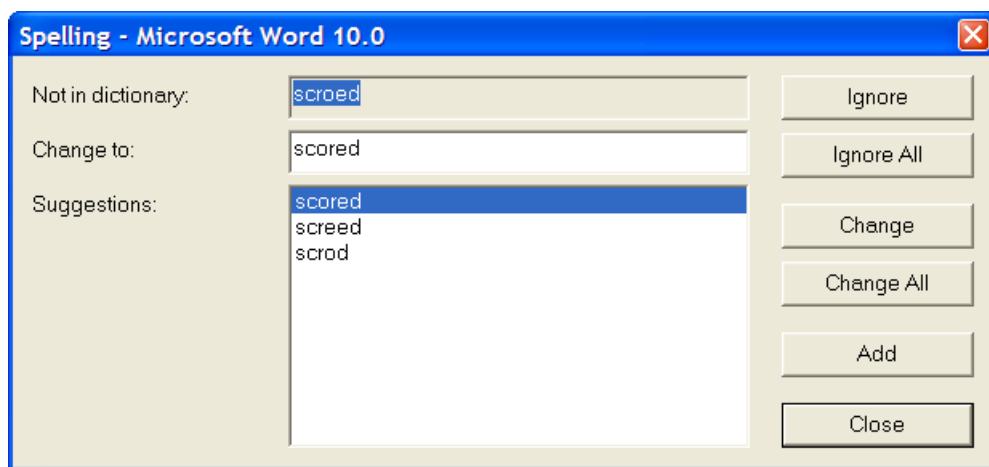 Spelling - Microsoft Word 10.0
Not in dictionary:
scroed
Ignore
Change to:
scored
Ignore All
Suggestions:
scored
screed
scrod
Change
Change All
Add
Close